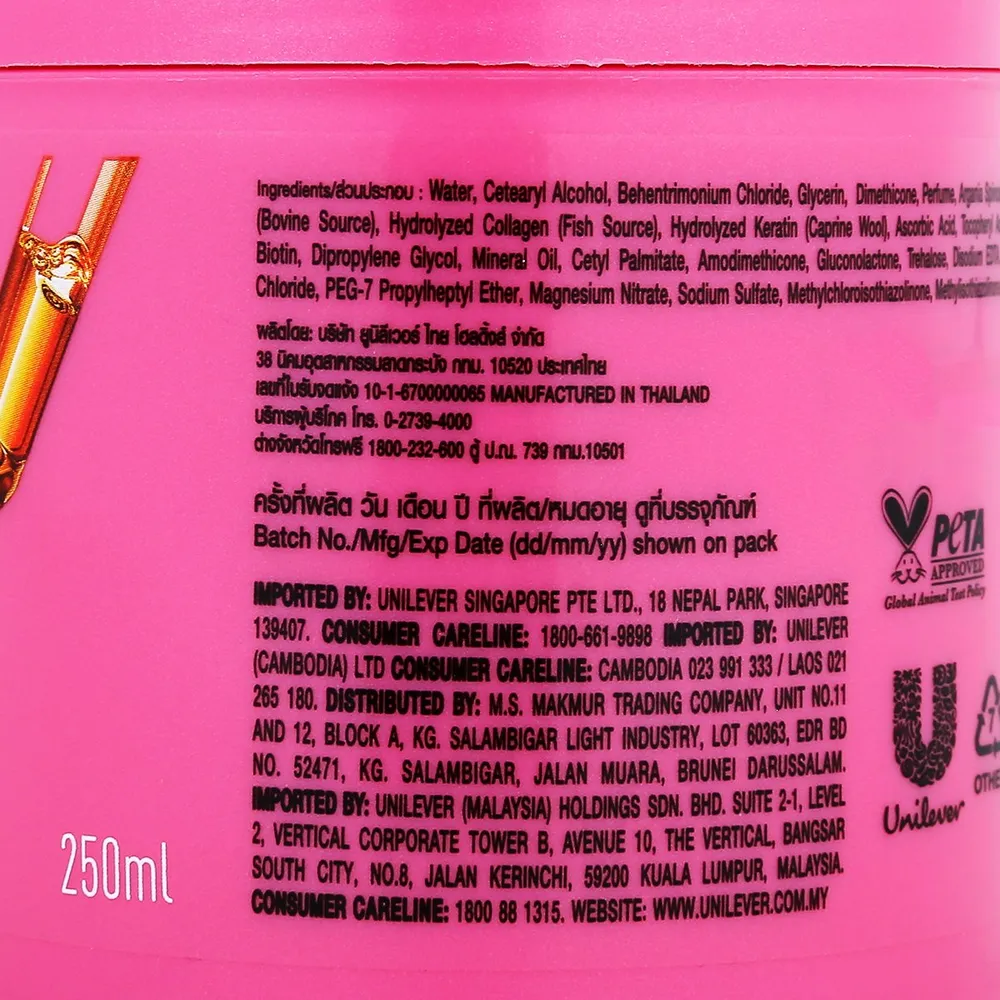 Ingredients/ส่วนประกอบ : Water, Cetearyl Alcohol, Behentrimonium Chloride, Glycerin, Dimethicone, Perfume,
(Bovine Source), Hydrolyzed Collagen (Fish Source), Hydrolyzed Keratin (Caprine Wool), Ascorbic Acid,
Biotin, Dipropylene Glycol, Mineral Oil, Cetyl Palmitate, Amodimethicone, Gluconolactone, Trehalose, Disodium
Chloride, PEG-7 Propylheptyl Ether, Magnesium Nitrate, Sodium Sulfate, Methylchloroisothiazolinone,
ผลิตโดย: บริษัท ยูนิลีเวอร์ ไทย โฮลดิ้งส์ จำกัด
38 นิคมอุตสาหกรรมลาดกระบัง กทม. 10520 ประเทศไทย
เลขที่ใบรับจดแจ้ง 10-1-6700000065 MANUFACTURED IN THAILAND
บริการผู้บริโภค โทร. 0-2739-4000
ต่างจังหวัดโทรฟรี 1800-232-600 ตู้ ป.ณ. 739 กทม.10501
ครั้งที่ผลิต วัน เดือน ปี ที่ผลิต/หมดอายุ ดูที่บรรจุภัณฑ์
Batch No./Mfg/Exp Date (dd/mm/yy) shown on pack
IMPORTED BY: UNILEVER SINGAPORE PTE LTD., 18 NEPAL PARK, SINGAPORE
139407. CONSUMER CARELINE: 1800-661-9898 IMPORTED BY: UNILEVER
(CAMBODIA) LTD CONSUMER CARELINE: CAMBODIA 023 991 333 / LAOS 021
265 180. DISTRIBUTED BY: M.S. MAKMUR TRADING COMPANY, UNIT NO.11
AND 12, BLOCK A, KG. SALAMBIGAR LIGHT INDUSTRY, LOT 60363, EDR BD
NO. 52471, KG. SALAMBIGAR, JALAN MUARA, BRUNEI DARUSSALAM.
IMPORTED BY: UNILEVER (MALAYSIA) HOLDINGS SDN. BHD. SUITE 2-1, LEVEL
2, VERTICAL CORPORATE TOWER B, AVENUE 10, THE VERTICAL, BANGSAR
SOUTH CITY, NO.8, JALAN KERINCHI, 59200 KUALA LUMPUR, MALAYSIA.
CONSUMER CARELINE: 1800 88 1315. WEBSITE: WWW.UNILEVER.COM.MY
PETA
APPROVED
Global Animal Test Policy
Unilever
7
250ml